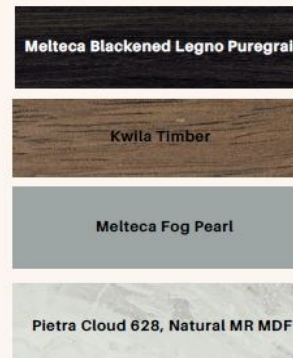 Melteca Blackened Legno Puregrai
Kwila Timber
Melteca Fog Pearl
Pietra Cloud 628, Natural MR MDF